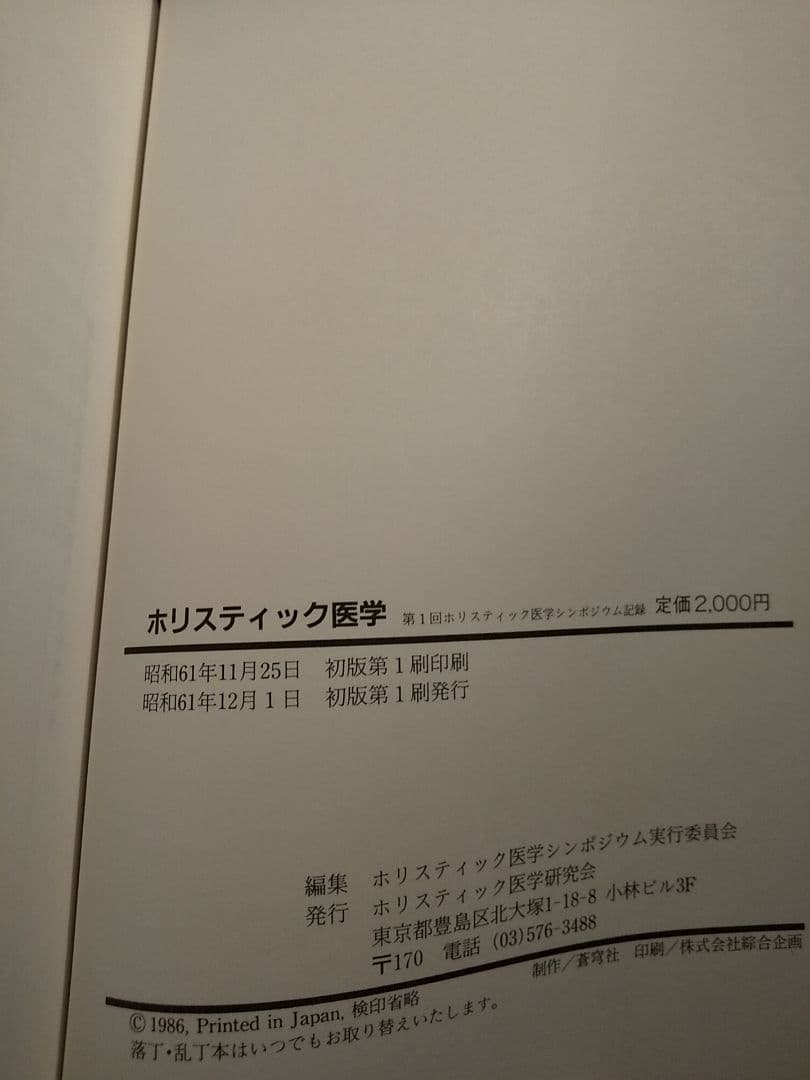 ホリスティック医学 第1回ホリスティック医学シンポジウム記録 定価2,000円
昭和61年11月25日 初版第1刷印刷
昭和61年12月1日 初版第1刷発行
編集 ホリスティック医学シンポジウム実行委員会
発行 ホリスティック医学研究会
東京都豊島区北大塚1-18-8 小林ビル3F
〒170 電話 (03)576-3488
制作/蒼穹社 印刷/株式会社綜合企画
©1986, Printed in Japan, 検印省略
落丁・乱丁本はいつでもお取り替えいたします。